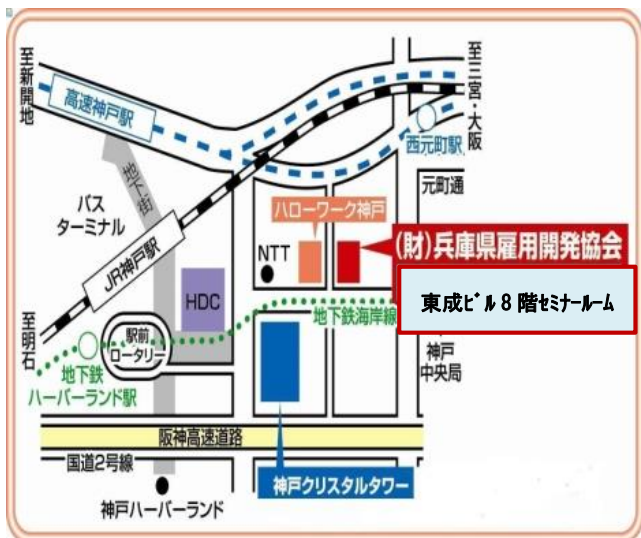 至新開地
高速神戸駅
至三宮・大阪
西元町駅
元町通
地下街
バス
ターミナル
JR神戸駅
ハローワーク神戸
NTT
(財)兵庫県雇用開発協会
東成ﾋﾞﾙ8階ｾﾐﾅｰﾙｰﾑ
HDC
地下鉄海岸線
至明石
駅前
ロータリー
神戸
中央局
地下鉄
ハーバーランド駅
阪神高速道路
国道2号線
神戸クリスタルタワー
神戸ハーバーランド